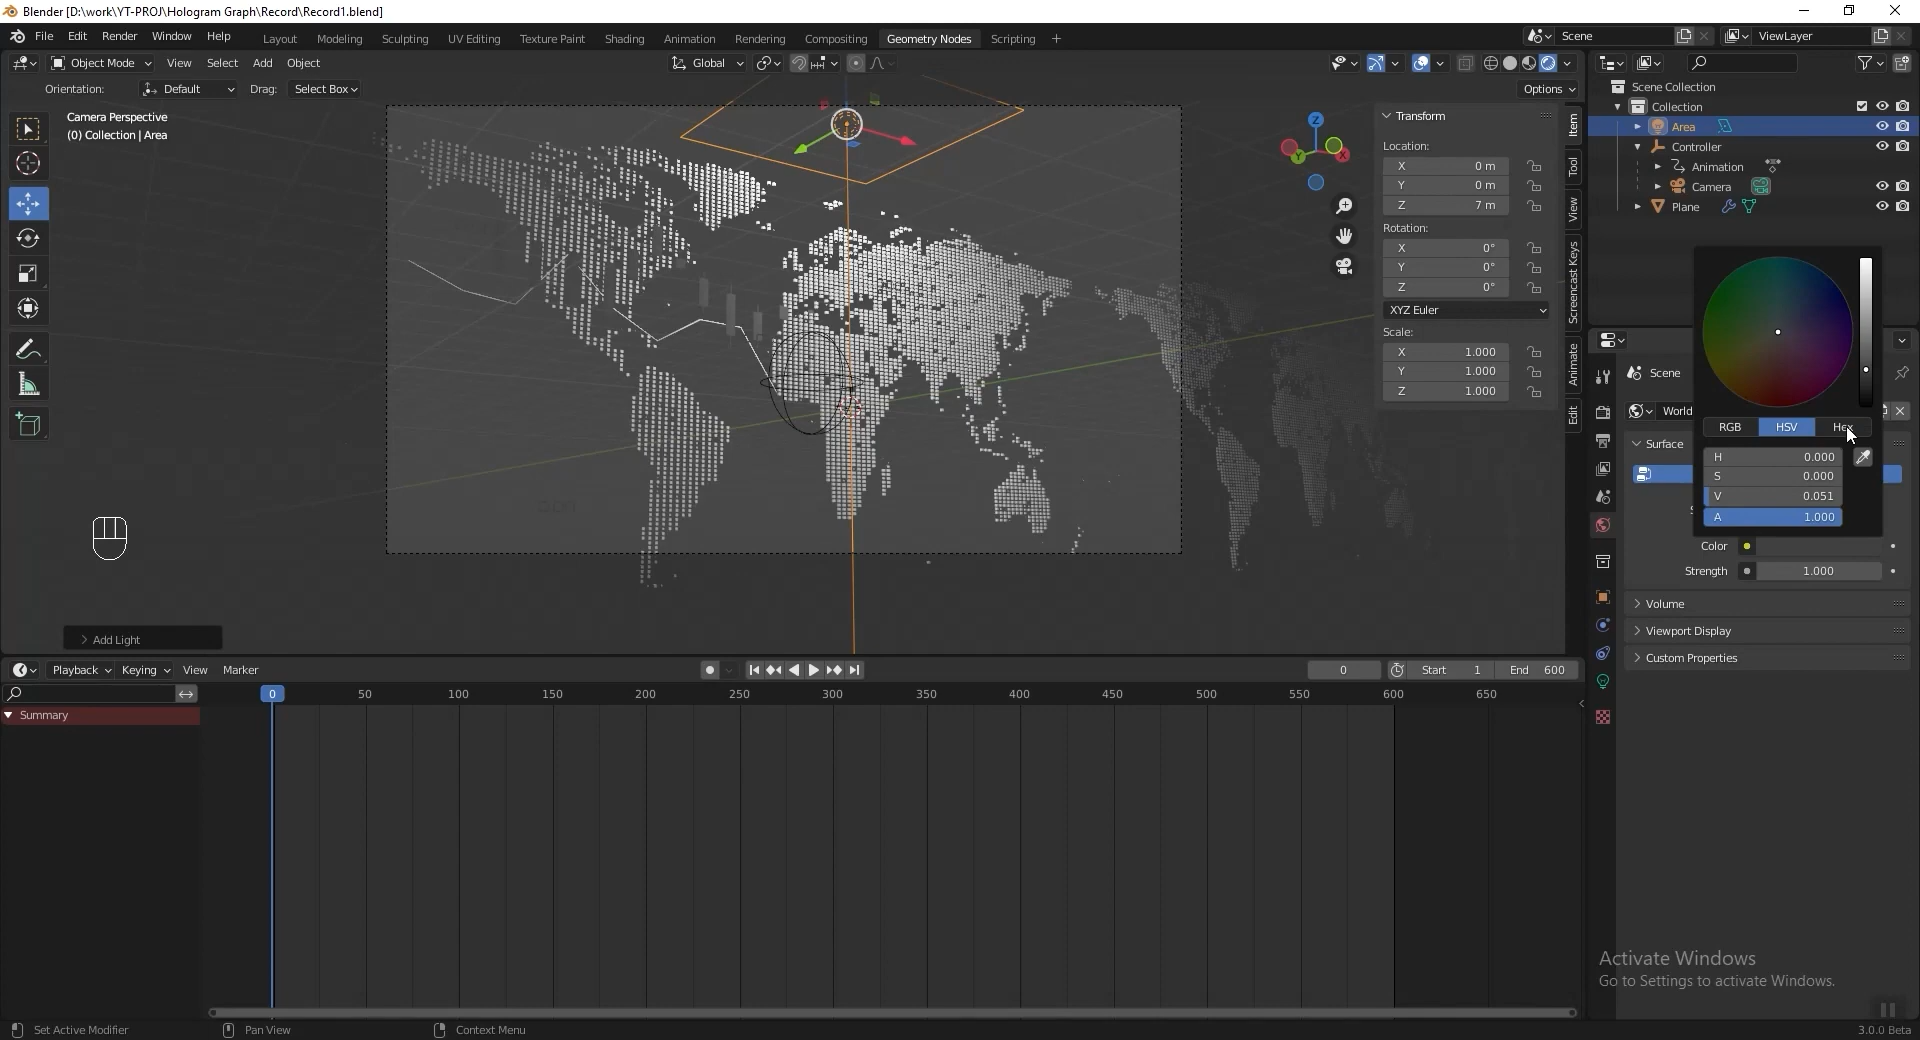 Blender [D:\work\YT-PROJ\Hologram Graph\Record\Record1.blend]
File Edit Render Window Help
Layout Modeling Sculpting UV Editing Texture Paint Shading Animation Rendering Compositing Geometry Nodes Scripting +
Scene
ViewLayer
Object Mode View Select Add Object
Global
Orientation: Default Drag: Select Box
Options
Camera Perspective
(0) Collection | Area
Transform
Location:
X 0 m
Y 0 m
Z 7 m
Rotation:
X 0°
Y 0°
Z 0°
XYZ Euler
Scale:
X 1.000
Y 1.000
Z 1.000
Item
Tool
View
Screencast Keys
Animate
Edit
Z
Y
X
Add Light
Scene Collection
Collection
Area
Controller
Animation
Camera
Plane
Scene
World
Surface
RGB HSV Hex
H 0.000
S 0.000
V 0.051
A 1.000
Color
Strength 1.000
Volume
Viewport Display
Custom Properties
Playback Keying View Marker
0
Start 1
End 600
0 50 100 150 200 250 300 350 400 450 500 550 600 650
Summary
Activate Windows
Go to Settings to activate Windows.
Set Active Modifier
Pan View
Context Menu
3.0.0 Beta